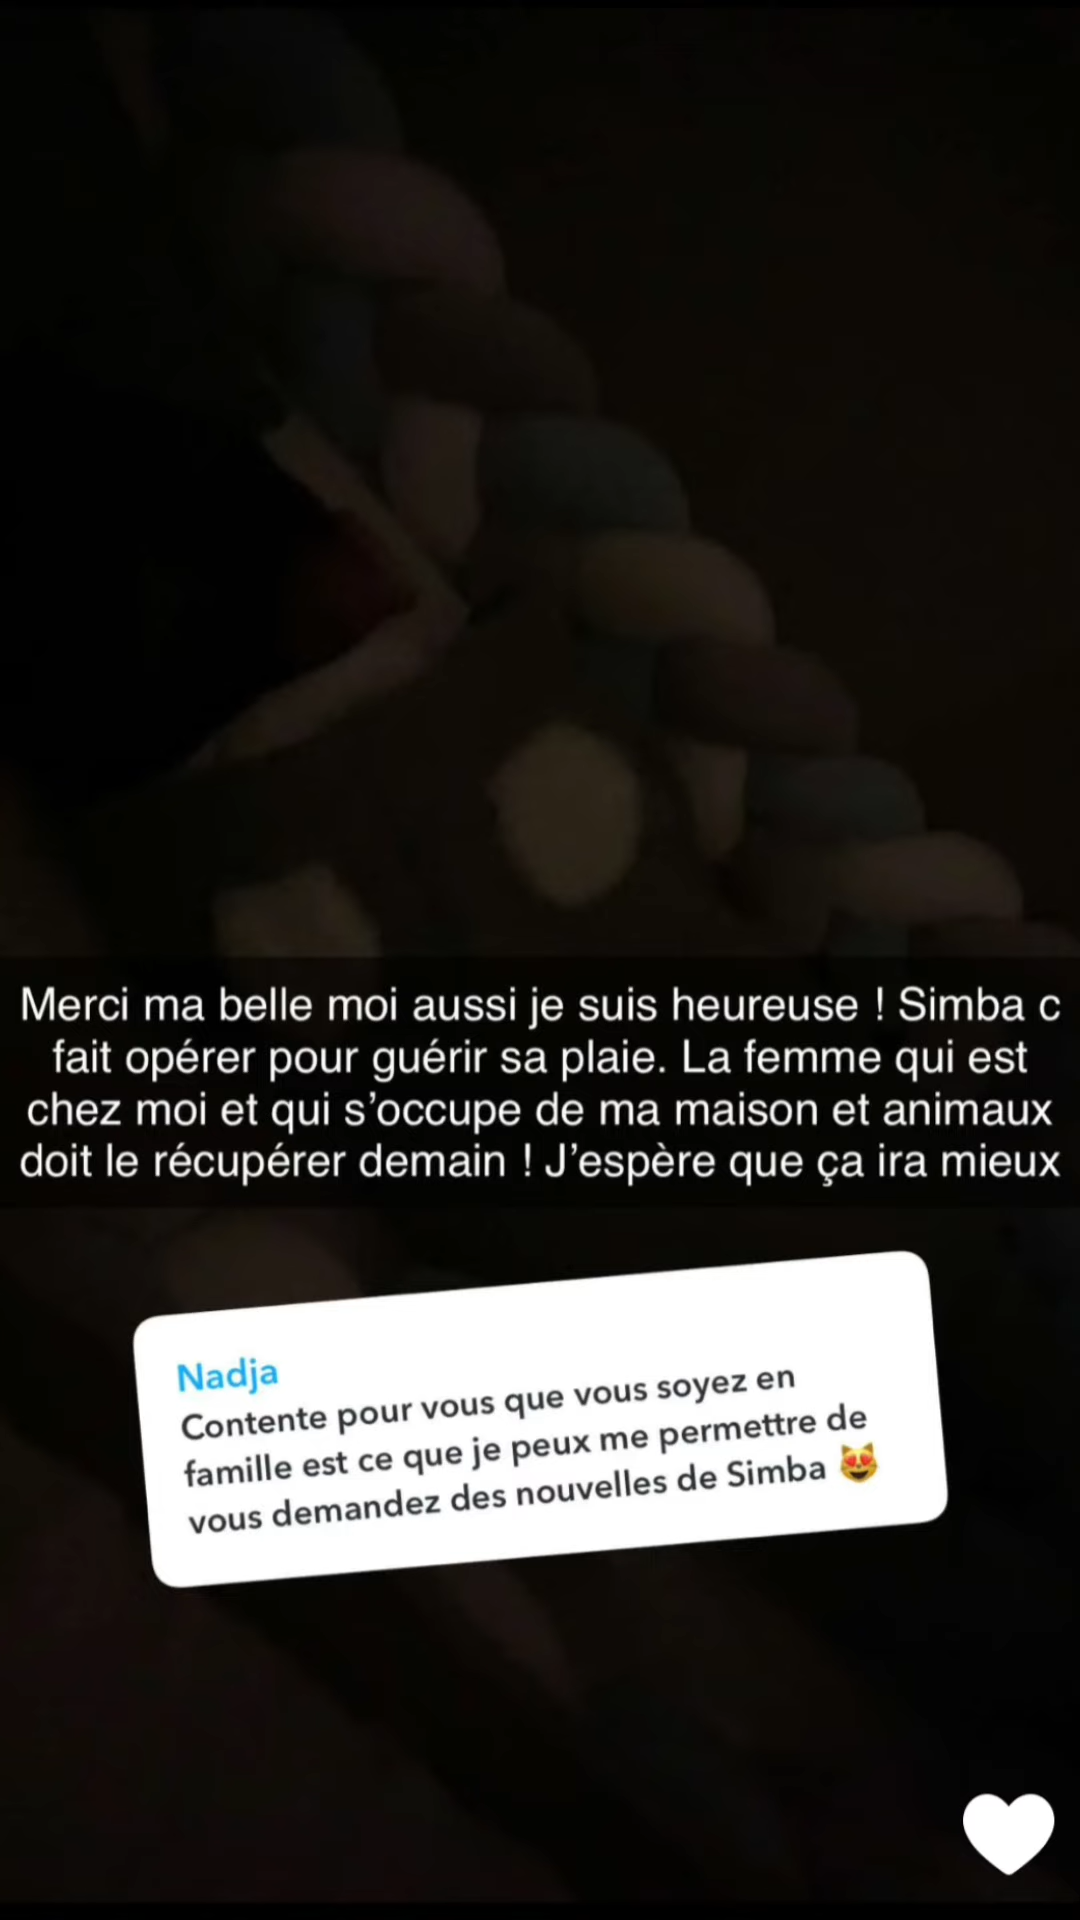 Merci ma belle moi aussi je suis heureuse ! Simba c
fait opérer pour guérir sa plaie. La femme qui est
chez moi et qui s’occupe de ma maison et animaux
doit le récupérer demain ! J’espère que ça ira mieux
Nadja
Contente pour vous que vous soyez en
famille est ce que je peux me permettre de
vous demandez des nouvelles de Simba 😻